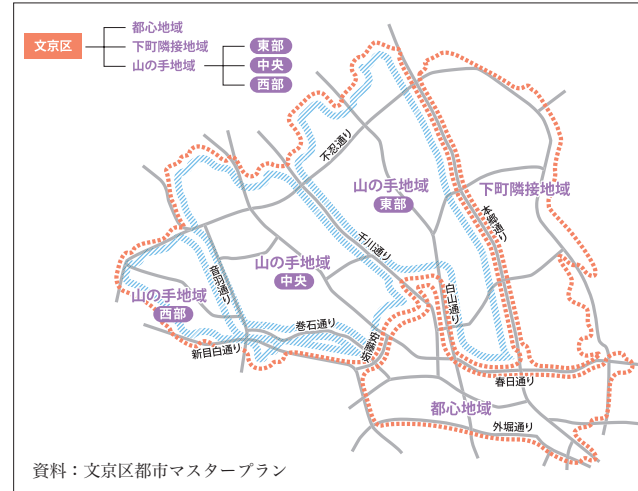 文京区
都心地域
下町隣接地域
山の手地域
東部
中央
西部
不忍通り
山の手地域
東部
下町隣接地域
本郷通り
千川通り
山の手地域
中央
音羽通り
白山通り
山の手地域
西部
巻石通り
安藤坂
新目白通り
春日通り
都心地域
外堀通り
資料：文京区都市マスタープラン